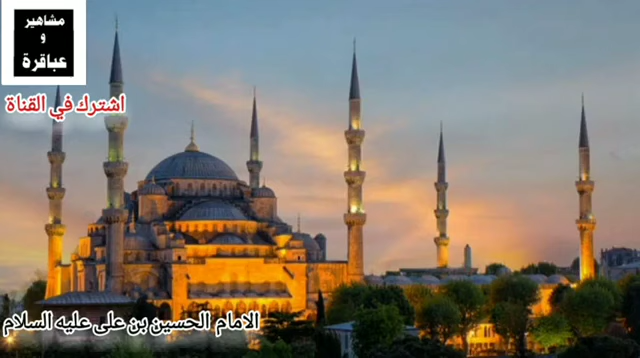 مشاهير
و
عباقرة
اشترك في القناة
الامام الحسين بن على عليه السلام